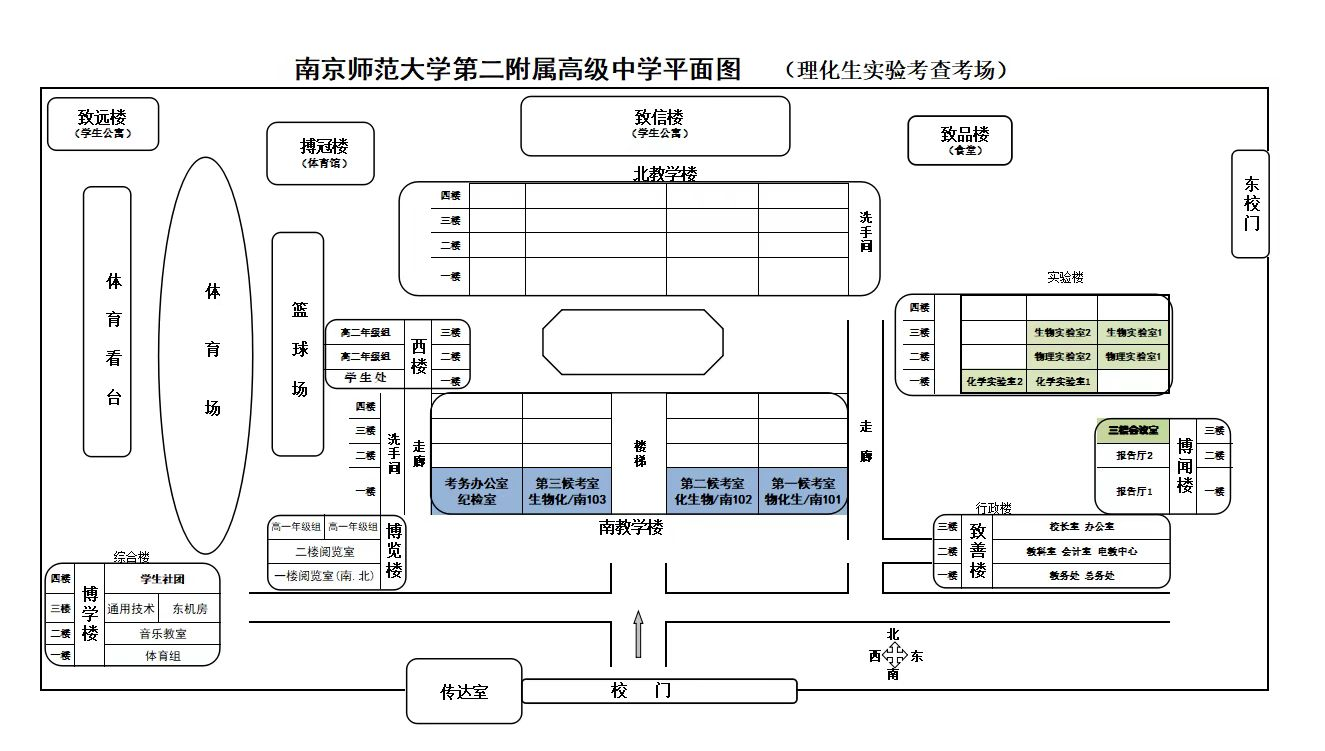 南京师范大学第二附属高级中学平面图 （理化生实验考查考场）
致远楼
（学生公寓）
搏冠楼
（体育馆）
致信楼
（学生公寓）
致品楼
（食堂）
东校门
体育看台
体育场
篮球场
北教学楼
四楼
三楼
二楼
一楼
洗手间
实验楼
四楼
三楼 生物实验室2 生物实验室1
二楼 物理实验室2 物理实验室1
一楼 化学实验室2 化学实验室1
高二年级组 三楼
高二年级组 二楼
学生处 一楼
西楼
四楼
三楼
二楼
一楼
洗手间
走廊
楼梯
走廊
考务办公室
纪检室
第三候考室
生物化/南103
第二候考室
化生物/南102
第一候考室
物化生/南101
南教学楼
三楼会议室 三楼
报告厅2 二楼
报告厅1 一楼
博闻楼
行政楼
三楼 校长室 办公室
二楼 教科室 会计室 电教中心
一楼 教务处 总务处
致善楼
高一年级组 高一年级组
二楼阅览室
一楼阅览室(南.北)
博览楼
综合楼
四楼 学生社团
三楼 通用技术 东机房
二楼 音乐教室
一楼 体育组
博学楼
北
西 东
南
传达室
校 门